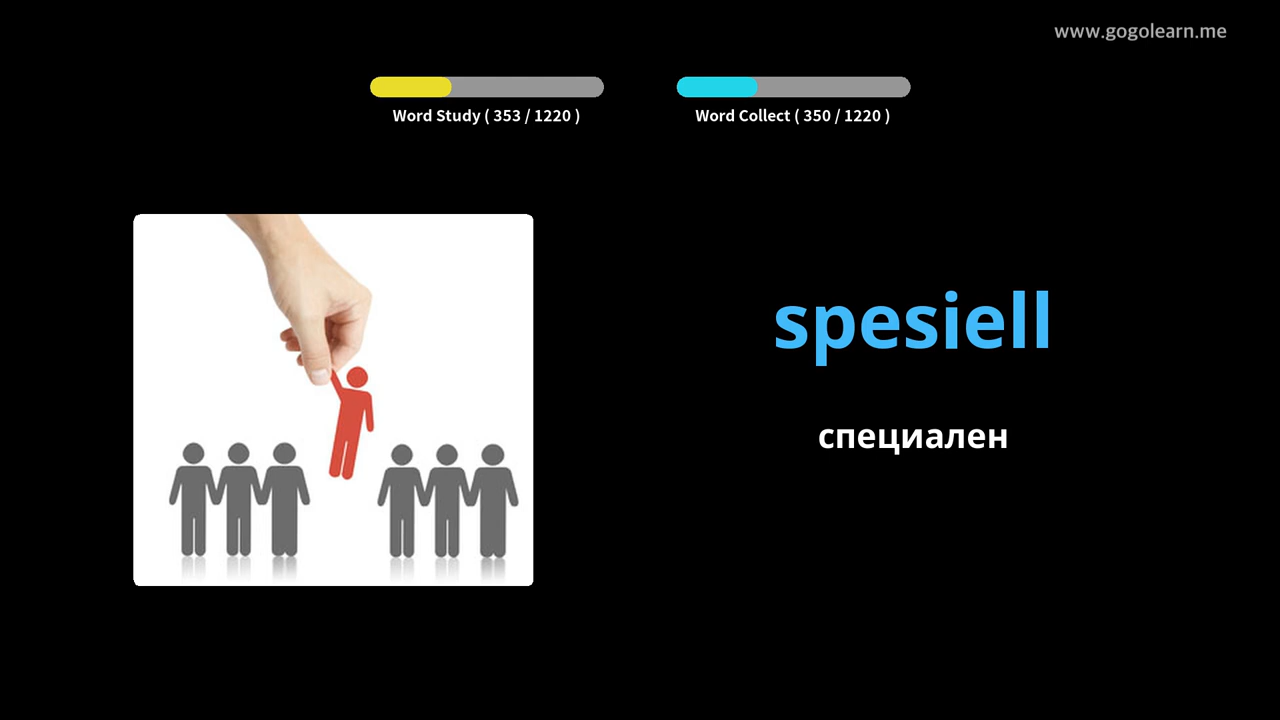 www.gogolearn.me
Word Study ( 353 / 1220 )
Word Collect ( 350 / 1220 )
spesiell
специален